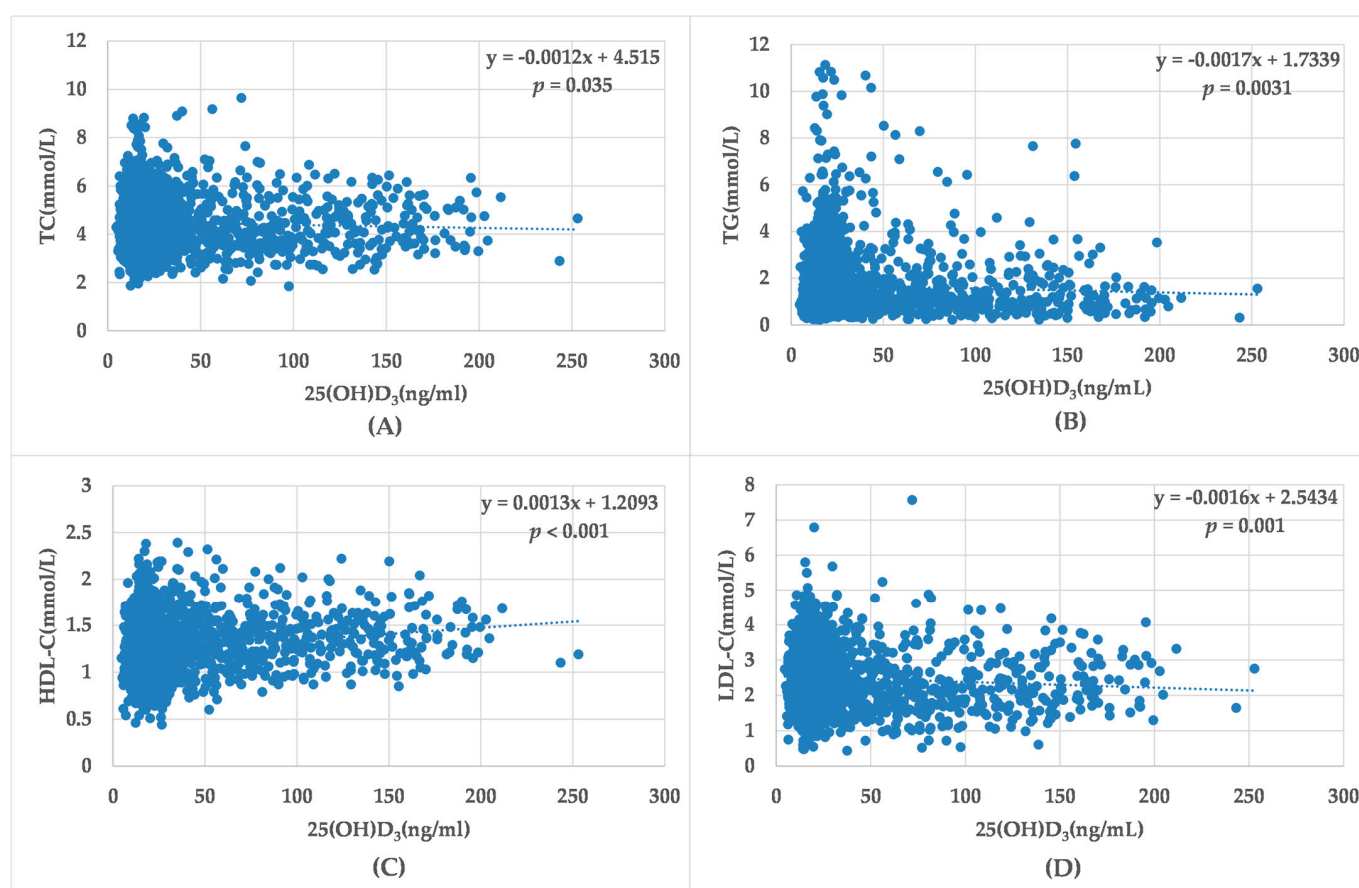 12
10
8
6
4
2
0
TC(mmol/L)
y = -0.0012x + 4.515
p = 0.035
0 50 100 150 200 250 300
25(OH)D₃(ng/ml)
(A)
12
10
8
6
4
2
0
TG(mmol/L)
y = -0.0017x + 1.7339
p = 0.0031
0 50 100 150 200 250 300
25(OH)D₃(ng/mL)
(B)
3
2.5
2
1.5
1
0.5
0
HDL-C(mmol/L)
y = 0.0013x + 1.2093
p < 0.001
0 50 100 150 200 250 300
25(OH)D₃(ng/ml)
(C)
8
7
6
5
4
3
2
1
0
LDL-C(mmol/L)
y = -0.0016x + 2.5434
p = 0.001
0 50 100 150 200 250 300
25(OH)D₃(ng/mL)
(D)